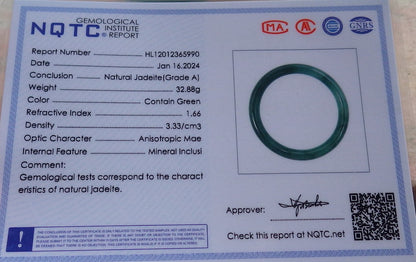 NQTC GEMOLOGICAL
INSTITUTE
® REPORT
MA
CNAS
Report Number HL12012365990
Date Jan 16,2024
Conclusion Natural Jadeite(Grade A)
Weight 32.88g
Color Contain Green
Refractive Index 1.66
Density 3.33/cm3
Optic Character Anisotropic Mae
Internal Feature Mineral Inclusi
Comment:
Gemological tests correspond to the charact
eristics of natural jadeite.
Approver:
Check this report at NQTC.net
!